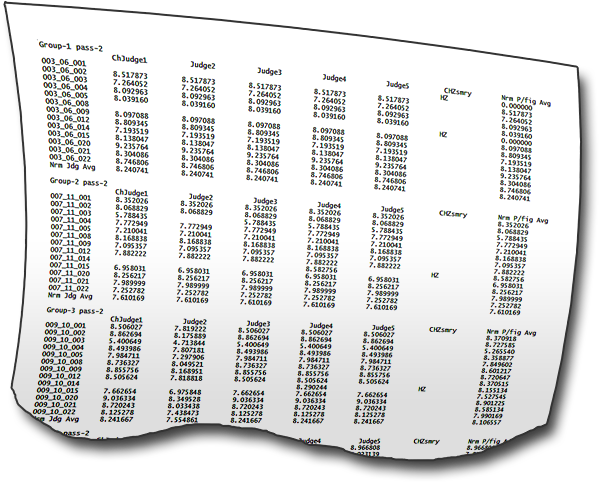 Group-1 pass-2
ChJudge1 Judge2 Judge3 Judge4 Judge5 CHZsmry Nrm P/fig Avg
003_06_001 HZ 0.000000
003_06_002 8.517873 8.517873 8.517873 8.517873 8.517873 8.517873
003_06_003 7.264052 7.264052 7.264052 7.264052 7.264052 7.264052
003_06_004 8.092963 8.092963 8.092963 8.092963 8.092963 8.092963
003_06_005 8.039160 8.039160 8.039160 8.039160 8.039160 8.039160
003_06_008 HZ 0.000000
003_06_009 8.097088 8.097088 8.097088 8.097088 8.097088 8.097088
003_06_012 8.809345 8.809345 8.809345 8.809345 8.809345 8.809345
003_06_014 7.193519 7.193519 7.193519 7.193519 7.193519 7.193519
003_06_015 8.138047 8.138047 8.138047 8.138047 8.138047 8.138047
003_06_020 9.235764 9.235764 9.235764 9.235764 9.235764 9.235764
003_06_021 8.304086 8.304086 8.304086 8.304086 8.304086 8.304086
003_06_022 8.746806 8.746806 8.746806 8.746806 8.746806 8.746806
Nrm Jdg Avg 8.240741 8.240741 8.240741 8.240741 8.240741 8.240741
Group-2 pass-2
ChJudge1 Judge2 Judge3 Judge4 Judge5 CHZsmry Nrm P/fig Avg
007_11_001 8.352026 8.352026 8.352026 8.352026 8.352026 8.352026
007_11_002 8.068829 8.068829 8.068829 8.068829 8.068829 8.068829
007_11_003 5.788435 5.788435 5.788435 5.788435 5.788435
007_11_004 7.772949 7.772949 7.772949 7.772949 7.772949 7.772949
007_11_005 7.210041 7.210041 7.210041 7.210041 7.210041 7.210041
007_11_008 8.168838 8.168838 8.168838 8.168838 8.168838 8.168838
007_11_009 7.095357 7.095357 7.095357 7.095357 7.095357 7.095357
007_11_012 7.882222 7.882222 7.882222 7.882222 7.882222 7.882222
007_11_014 8.582756 HZ 8.582756
007_11_015 6.958031 6.958031 6.958031 6.958031 6.958031
007_11_020 8.256217 8.256217 8.256217 8.256217 8.256217 8.256217
007_11_021 7.989999 7.989999 7.989999 7.989999 7.989999 7.989999
007_11_022 7.252782 7.252782 7.252782 7.252782 7.252782 7.252782
Nrm Jdg Avg 7.610169 7.610169 7.610169 7.610169 7.610169 7.610169
Group-3 pass-2
ChJudge1 Judge2 Judge3 Judge4 Judge5 CHZsmry Nrm P/fig Avg
009_10_001 8.506027 7.819222 8.506027 8.506027 8.506027 8.370918
009_10_002 8.862694 8.175889 8.862694 8.862694 8.862694 8.727585
009_10_003 5.400649 4.713844 5.400649 5.400649 5.400649 5.265540
009_10_004 8.493986 7.807181 8.493986 8.493986 8.493986 8.358877
009_10_005 7.984711 7.297906 7.984711 7.984711 7.984711 7.849602
009_10_008 8.736327 8.049521 8.736327 8.736327 8.736327 8.601217
009_10_009 8.855756 8.168951 8.855756 8.855756 8.855756 8.720647
009_10_012 8.505624 7.818818 8.505624 8.505624 8.505624 8.370515
009_10_014 8.290244 HZ 8.155134
009_10_015 7.662654 6.975848 7.662654 7.662654 7.662654 7.527545
009_10_020 9.036334 8.349528 9.036334 9.036334 9.036334 8.901225
009_10_021 8.720243 8.033438 8.720243 8.720243 8.720243 8.585134
009_10_022 8.125278 7.438473 8.125278 8.125278 8.125278 7.990169
Jdg Avg 8.241667 7.554861 8.241667 8.241667 8.241667 8.106557
pass-2
Judge4 Judge5 CHZsmry Nrm P/fig
8.966808